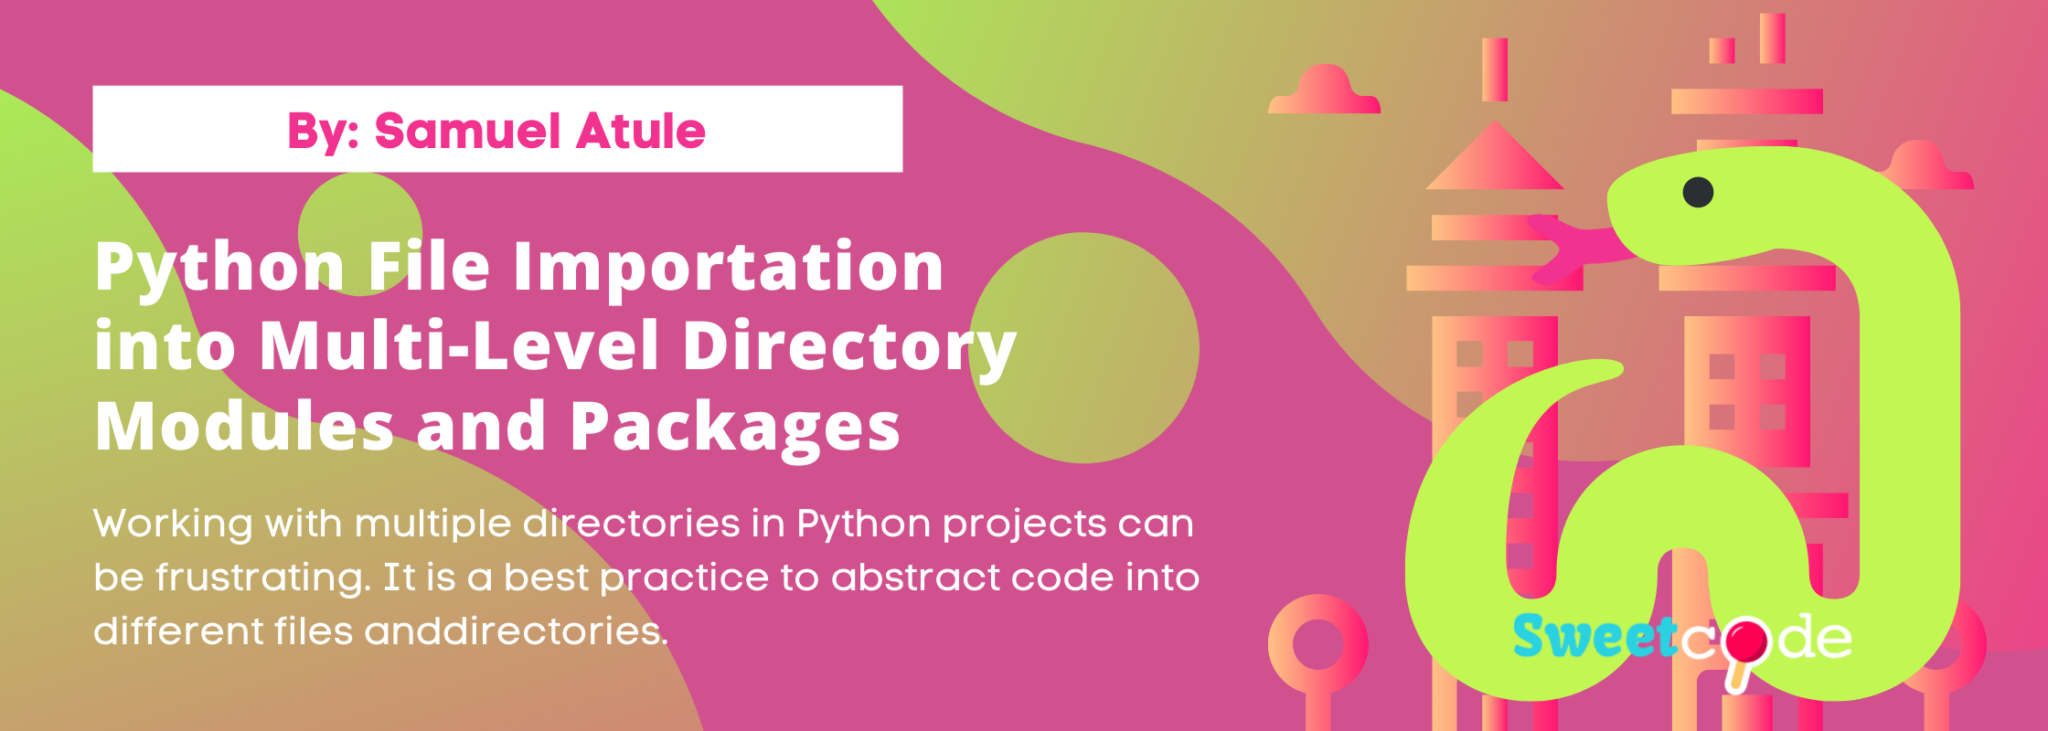 By: Samuel Atule
Python File Importation
into Multi-Level Directory
Modules and Packages
Working with multiple directories in Python projects can
be frustrating. It is a best practice to abstract code into
different files anddirectories.
Sweetcode